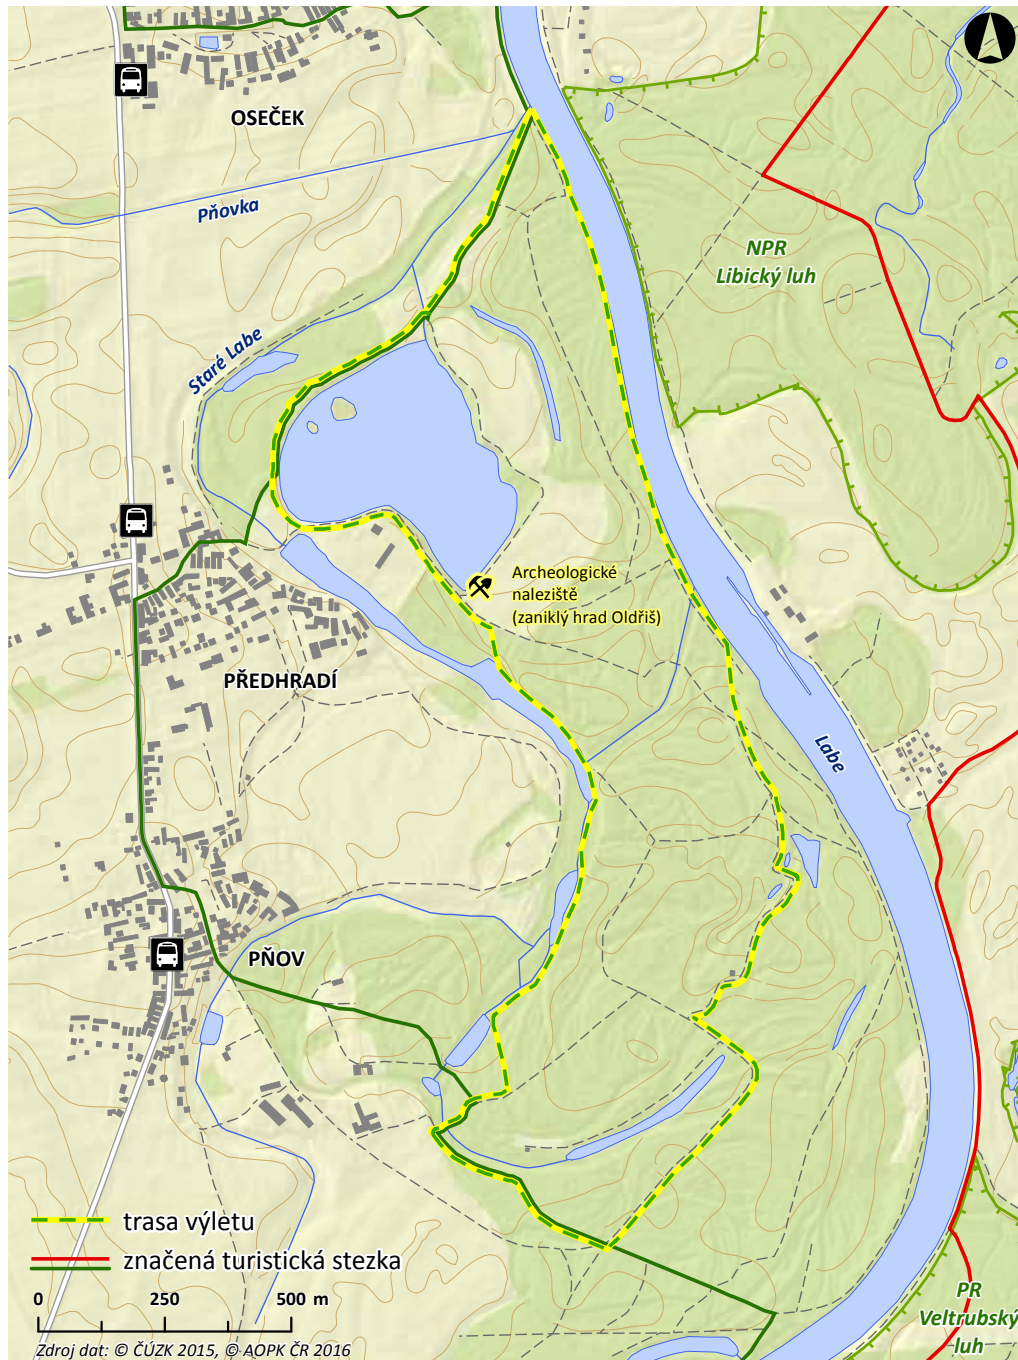 OSEČEK
Pňovka
NPR
Libický luh
Staré Labe
Archeologické
naleziště
(zaniklý hrad Oldřiš)
PŘEDHRADÍ
Labe
PŇOV
trasa výletu
značená turistická stezka
0 250 500 m
Zdroj dat: © ČÚZK 2015, © AOPK ČR 2016
PR
Veltrubský
luh